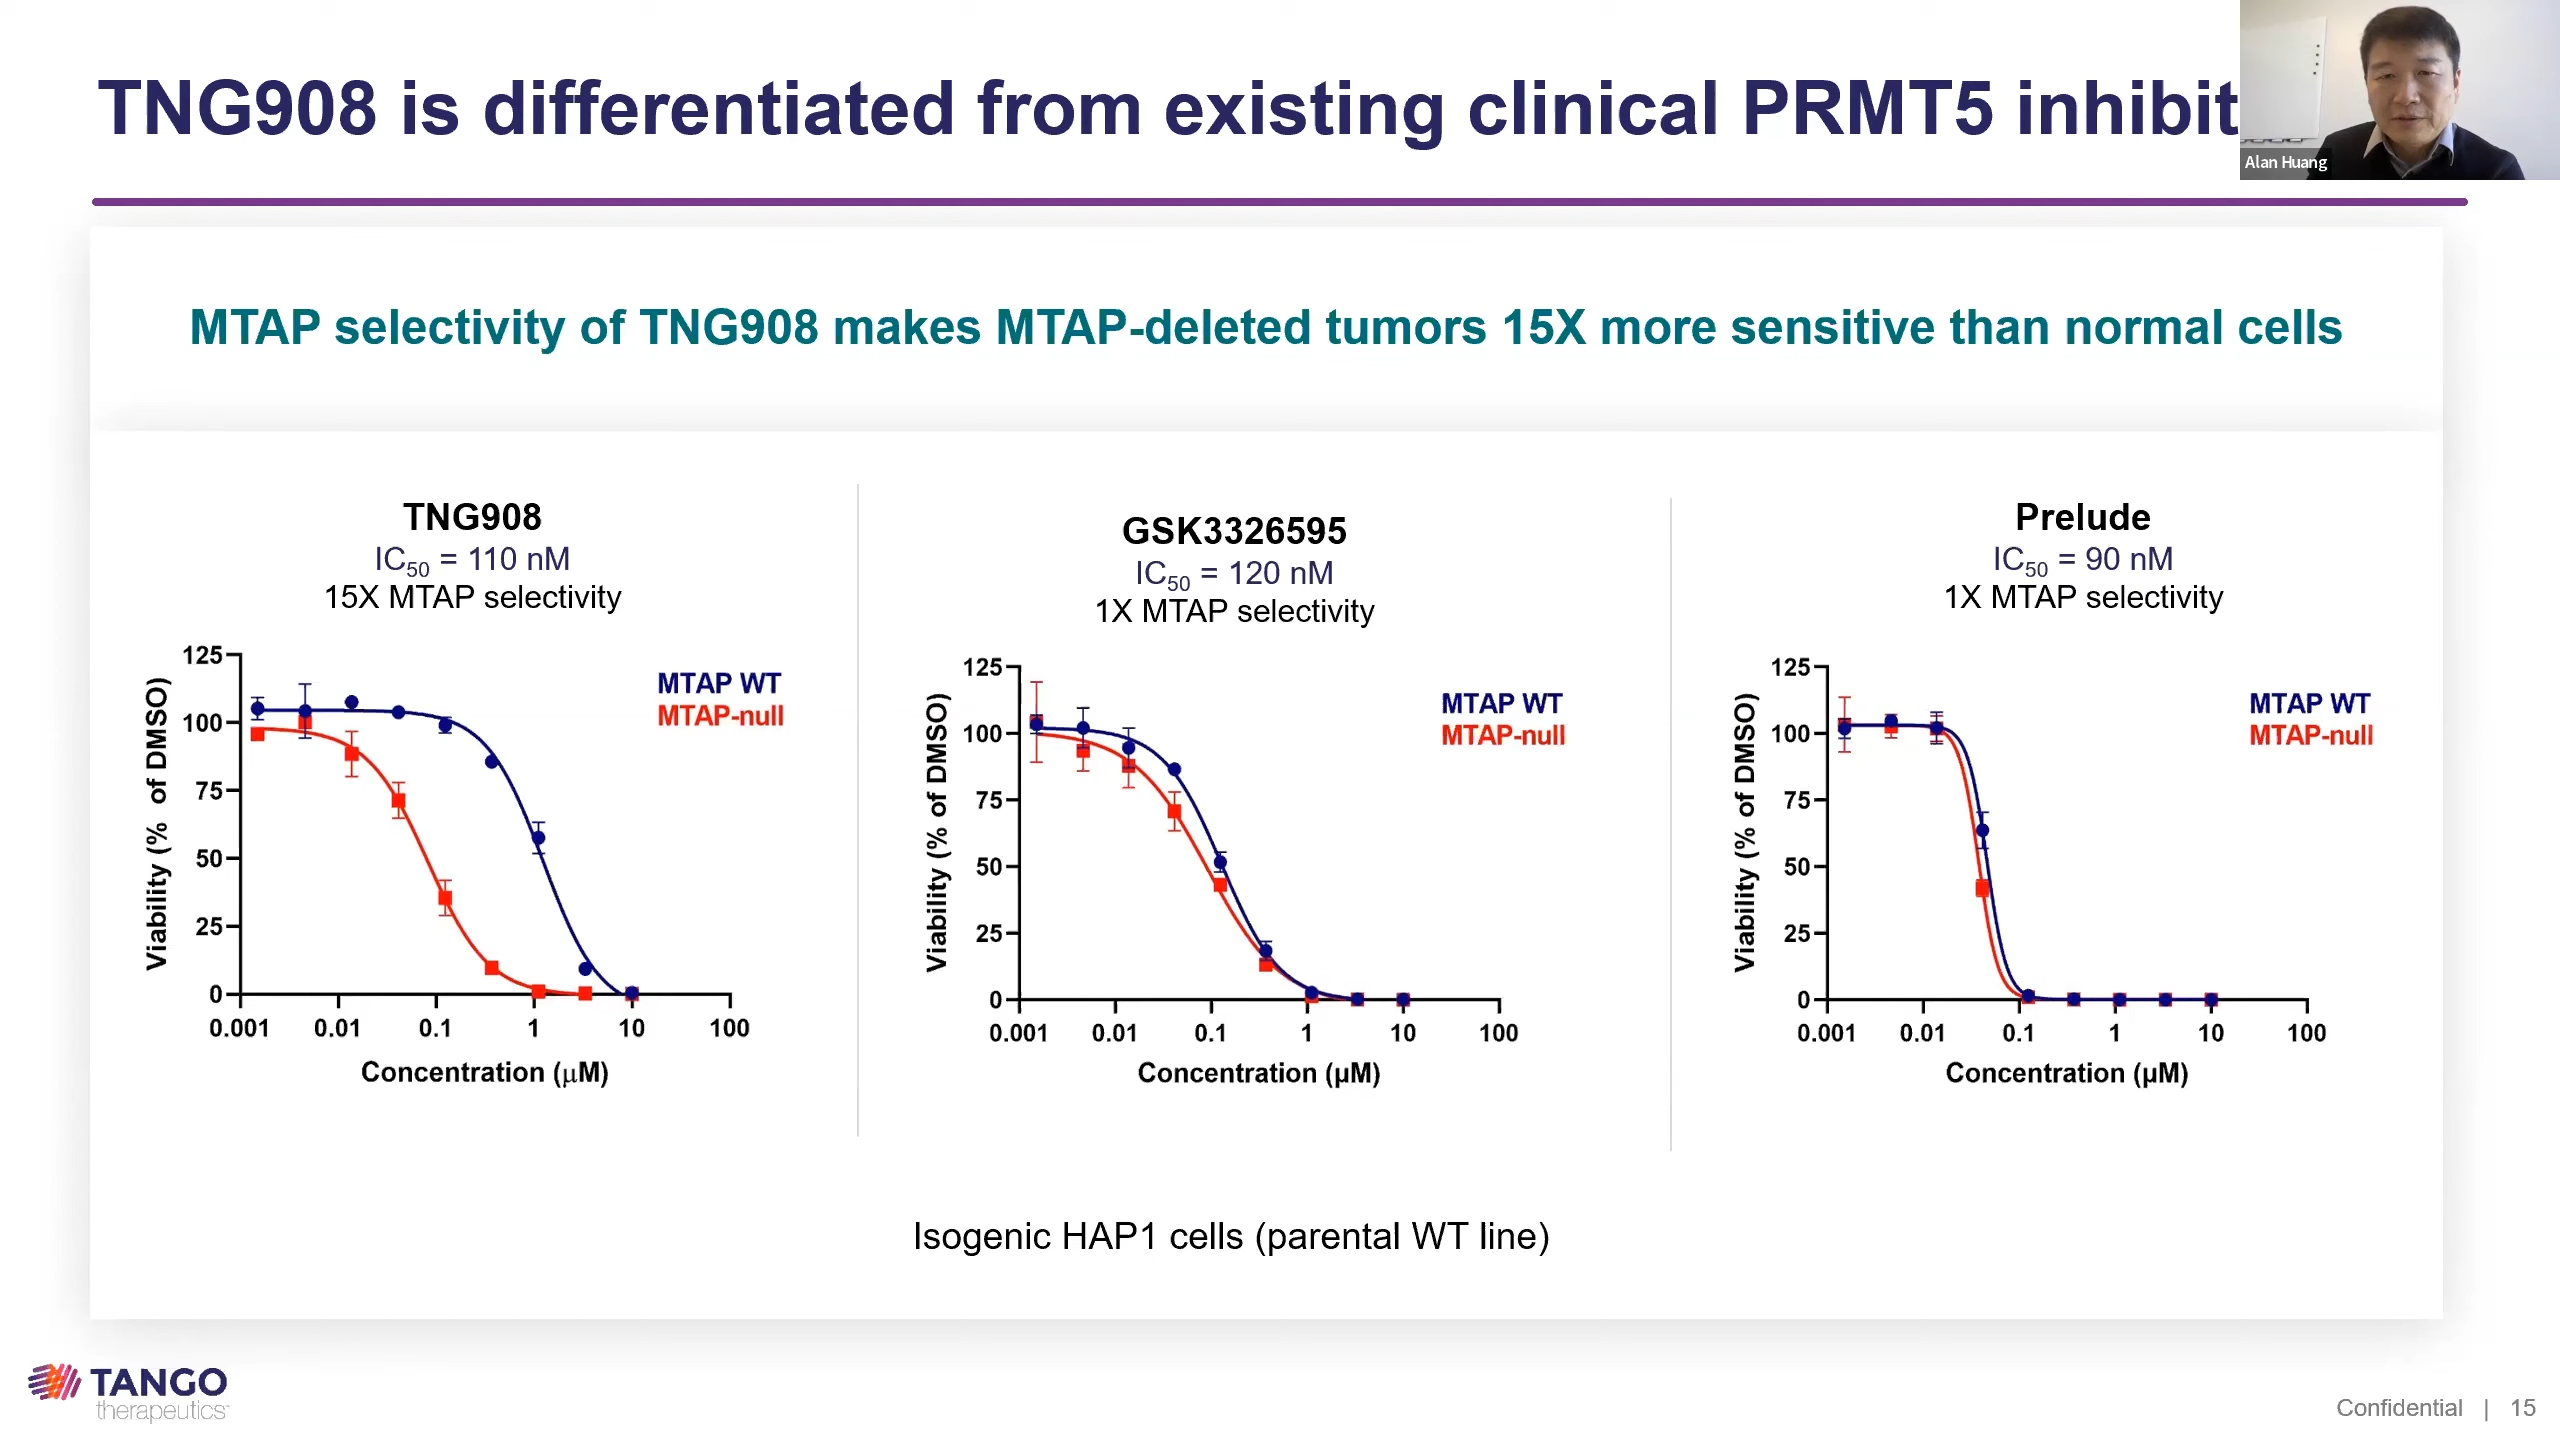 TNG908 is differentiated from existing clinical PRMT5 inhibit
Alan Huang
MTAP selectivity of TNG908 makes MTAP-deleted tumors 15X more sensitive than normal cells
TNG908
IC50 = 110 nM
15X MTAP selectivity
125
100
75
50
25
0
Viability (% of DMSO)
MTAP WT
MTAP-null
0.001 0.01 0.1 1 10 100
Concentration (μM)
GSK3326595
IC50 = 120 nM
1X MTAP selectivity
125
100
75
50
25
0
Viability (% of DMSO)
MTAP WT
MTAP-null
0.001 0.01 0.1 1 10 100
Concentration (µM)
Prelude
IC50 = 90 nM
1X MTAP selectivity
125
100
75
50
25
0
Viability (% of DMSO)
MTAP WT
MTAP-null
0.001 0.01 0.1 1 10 100
Concentration (µM)
Isogenic HAP1 cells (parental WT line)
TANGO
therapeutics
Confidential | 15